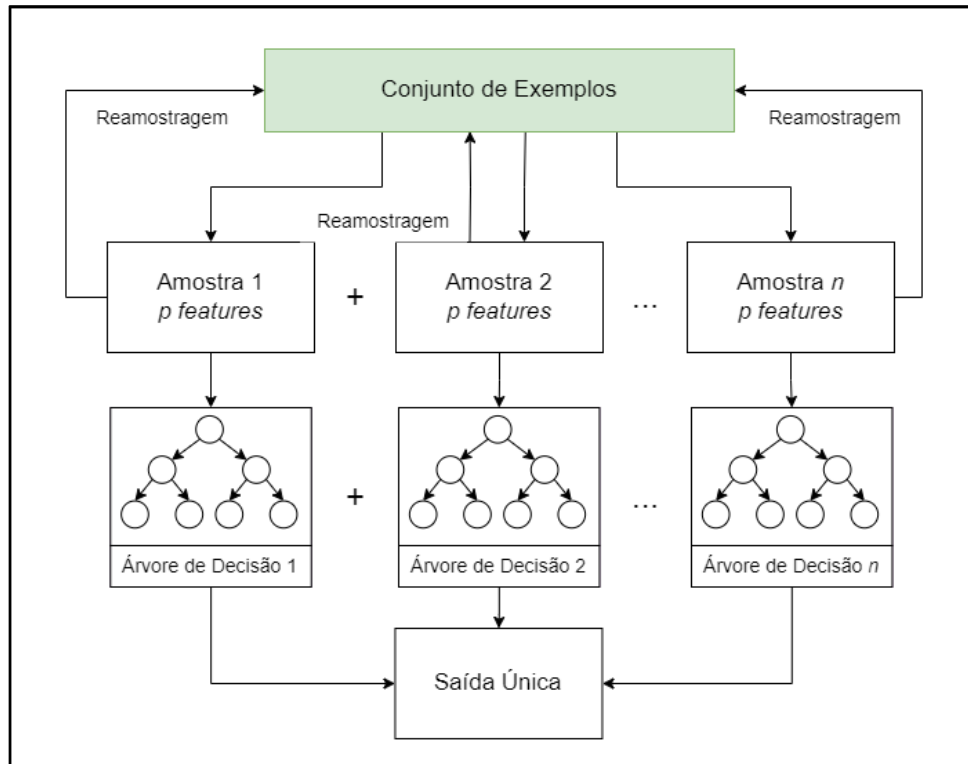 Conjunto de Exemplos
Reamostragem
Reamostragem
Reamostragem
Amostra 1
p features
+
Amostra 2
p features
...
Amostra n
p features
+
...
Árvore de Decisão 1
Árvore de Decisão 2
Árvore de Decisão n
Saída Única